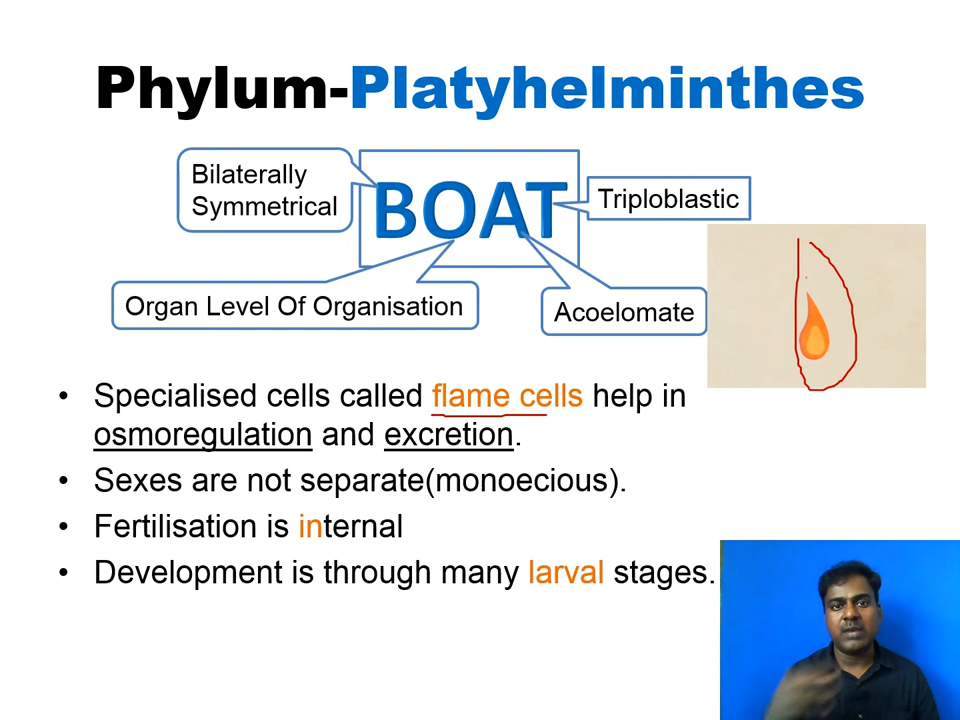 Phylum-Platyhelminthes
Bilaterally
Symmetrical
BOAT
Triploblastic
Organ Level Of Organisation
Acoelomate
• Specialised cells called flame cells help in
osmoregulation and excretion.
• Sexes are not separate(monoecious).
• Fertilisation is internal
• Development is through many larval stages.